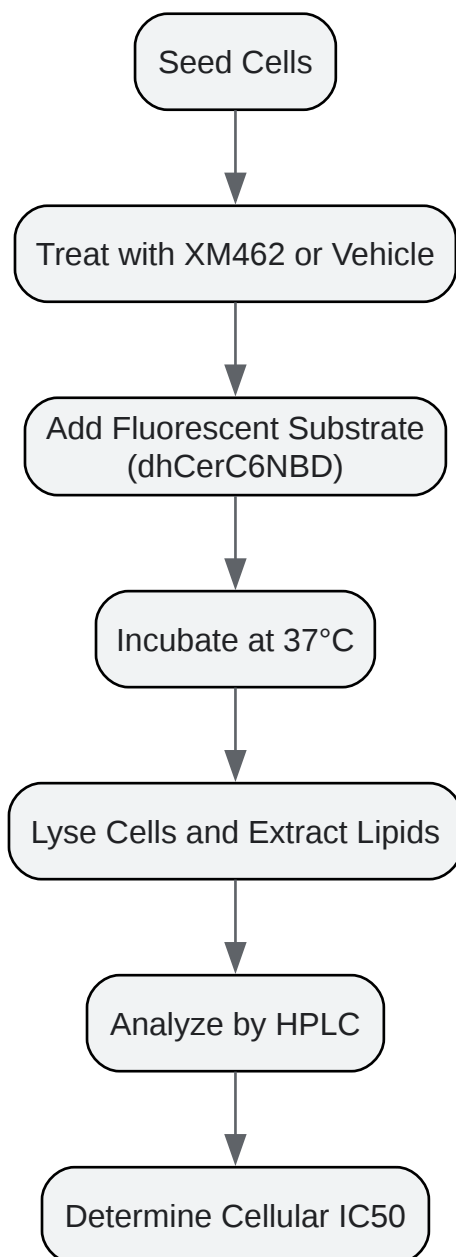 Seed Cells
Treat with XM462 or Vehicle
Add Fluorescent Substrate
(dhCerC6NBD)
Incubate at 37°C
Lyse Cells and Extract Lipids
Analyze by HPLC
Determine Cellular IC50